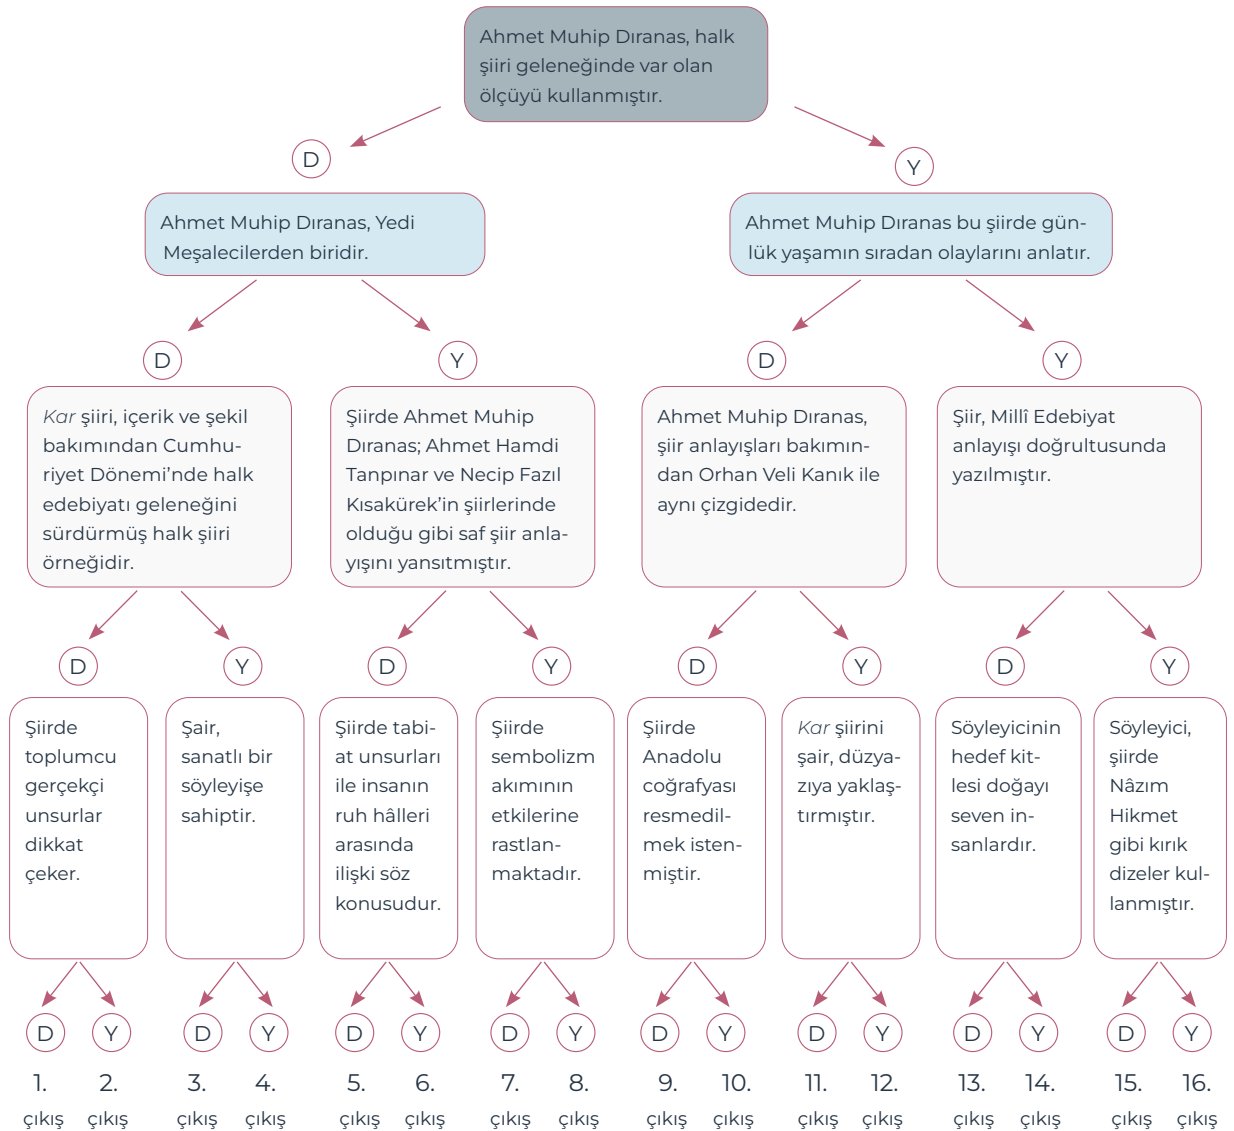 Ahmet Muhip Dıranas, halk
şiiri geleneğinde var olan
ölçüyü kullanmıştır.
D
Y
Ahmet Muhip Dıranas, Yedi
Meşalecilerden biridir.
Ahmet Muhip Dıranas bu şiirde gün-
lük yaşamın sıradan olaylarını anlatır.
D
Y
D
Y
Kar şiiri, içerik ve şekil
bakımından Cumhu-
riyet Dönemi’nde halk
edebiyatı geleneğini
sürdürmüş halk şiiri
örneğidir.
Şiirde Ahmet Muhip
Dıranas; Ahmet Hamdi
Tanpınar ve Necip Fazıl
Kısakürek’in şiirlerinde
olduğu gibi saf şiir anla-
yışını yansıtmıştır.
Ahmet Muhip Dıranas,
şiir anlayışları bakımın-
dan Orhan Veli Kanık ile
aynı çizgidedir.
Şiir, Millî Edebiyat
anlayışı doğrultusunda
yazılmıştır.
D
Y
D
Y
D
Y
D
Y
Şiirde
toplumcu
gerçekçi
unsurlar
dikkat
çeker.
Şair,
sanatlı bir
söyleyişe
sahiptir.
Şiirde tabi-
at unsurları
ile insanın
ruh hâlleri
arasında
ilişki söz
konusudur.
Şiirde
sembolizm
akımının
etkilerine
rastlan-
maktadır.
Şiirde
Anadolu
coğrafyası
resmedil-
mek isten-
miştir.
Kar şiirini
şair, düzya-
zıya yaklaş-
tırmıştır.
Söyleyicinin
hedef kit-
lesi doğayı
seven in-
sanlardır.
Söyleyici,
şiirde
Nâzım
Hikmet
gibi kırık
dizeler kul-
lanmıştır.
D
Y
D
Y
D
Y
D
Y
D
Y
D
Y
D
Y
D
Y
1.
çıkış
2.
çıkış
3.
çıkış
4.
çıkış
5.
çıkış
6.
çıkış
7.
çıkış
8.
çıkış
9.
çıkış
10.
çıkış
11.
çıkış
12.
çıkış
13.
çıkış
14.
çıkış
15.
çıkış
16.
çıkış